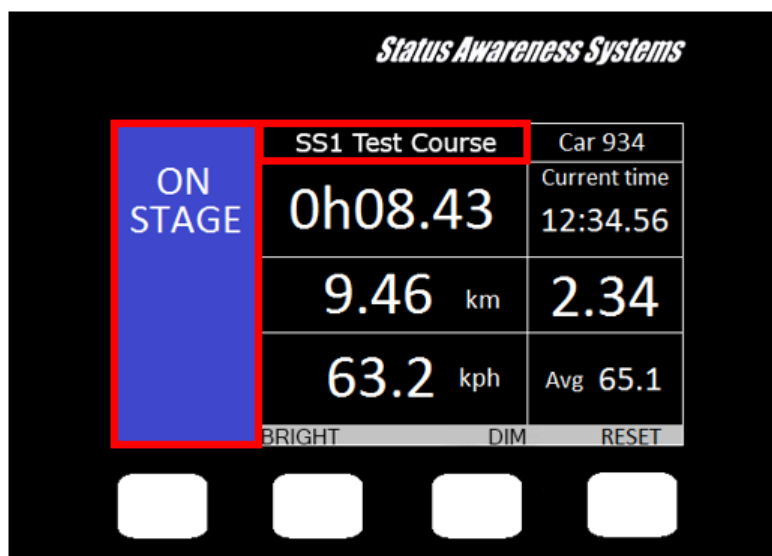 Status Awareness Systems
ON
STAGE
SS1 Test Course
Car 934
0h08.43
Current time
12:34.56
9.46 km
2.34
63.2 kph
Avg 65.1
BRIGHT DIM RESET